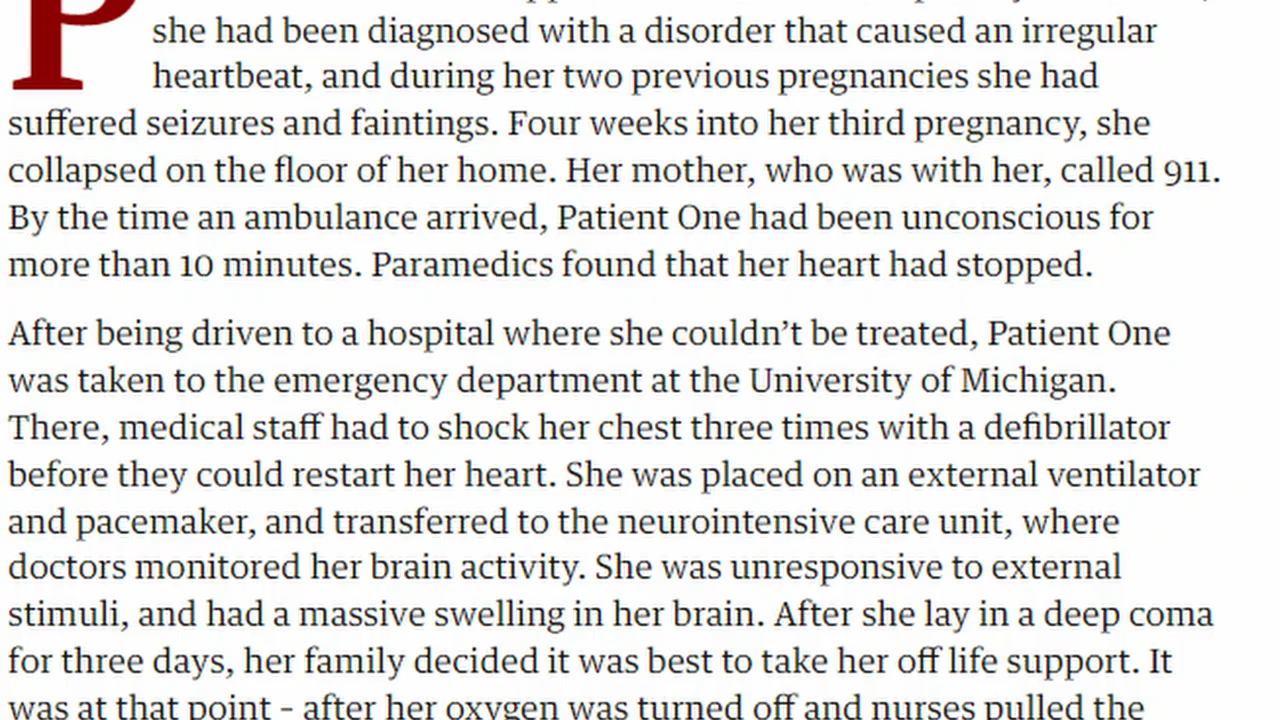 P
she had been diagnosed with a disorder that caused an irregular
heartbeat, and during her two previous pregnancies she had
suffered seizures and faintings. Four weeks into her third pregnancy, she
collapsed on the floor of her home. Her mother, who was with her, called 911.
By the time an ambulance arrived, Patient One had been unconscious for
more than 10 minutes. Paramedics found that her heart had stopped.
After being driven to a hospital where she couldn’t be treated, Patient One
was taken to the emergency department at the University of Michigan.
There, medical staff had to shock her chest three times with a defibrillator
before they could restart her heart. She was placed on an external ventilator
and pacemaker, and transferred to the neurointensive care unit, where
doctors monitored her brain activity. She was unresponsive to external
stimuli, and had a massive swelling in her brain. After she lay in a deep coma
for three days, her family decided it was best to take her off life support. It
was at that point – after her oxygen was turned off and nurses pulled the